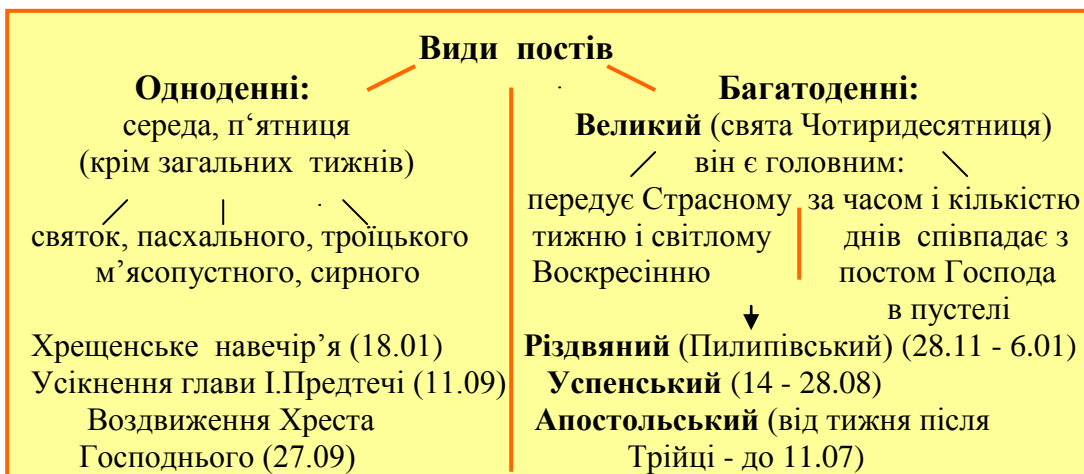 Види постів
Одноденні:
середа, п‘ятниця
(крім загальних тижнів)
святок, пасхального, троїцького
м’ясопустного, сирного
Хрещенське навечір’я (18.01)
Усікнення глави І.Предтечі (11.09)
Воздвиження Хреста
Господнього (27.09)
Багатоденні:
Великий (свята Чотиридесятниця)
він є головним:
передує Страсному
тижню і світлому
Воскресінню
за часом і кількістю
днів співпадає з
постом Господа
в пустелі
Різдвяний (Пилипівський) (28.11 - 6.01)
Успенський (14 - 28.08)
Апостольський (від тижня після
Трійці - до 11.07)